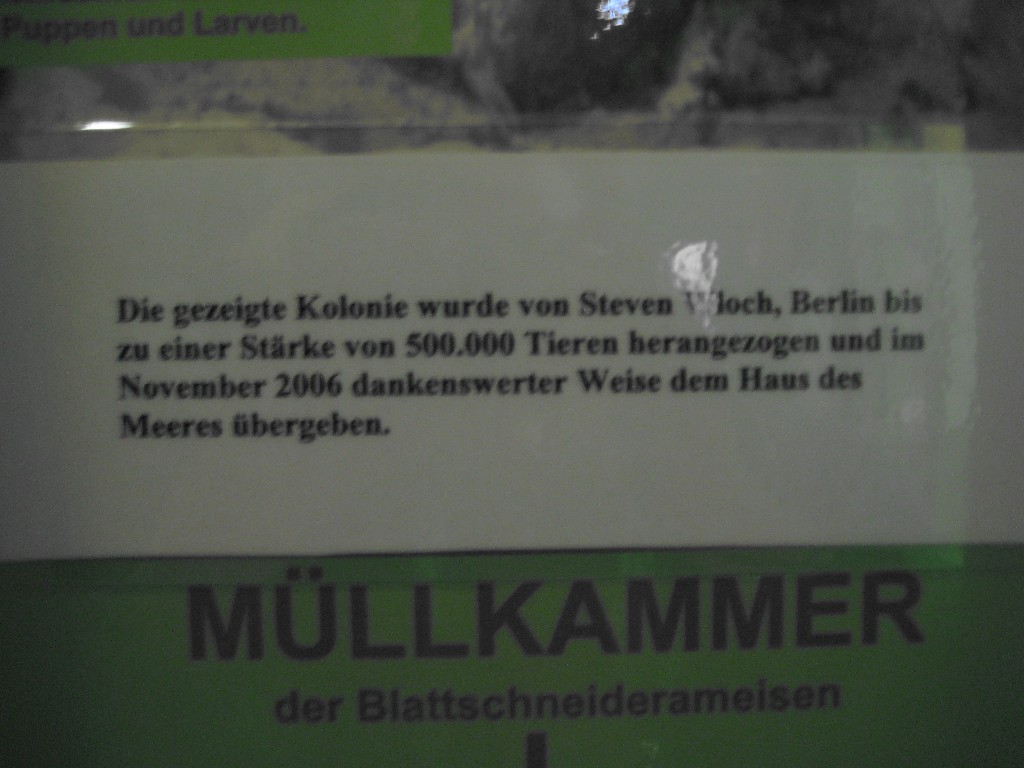 Puppen und Larven.
Die gezeigte Kolonie wurde von Steven Wloch, Berlin bis
zu einer Stärke von 500.000 Tieren herangezogen und im
November 2006 dankenswerter Weise dem Haus des
Meeres übergeben.
MÜLLKAMMER
der Blattschneiderameisen